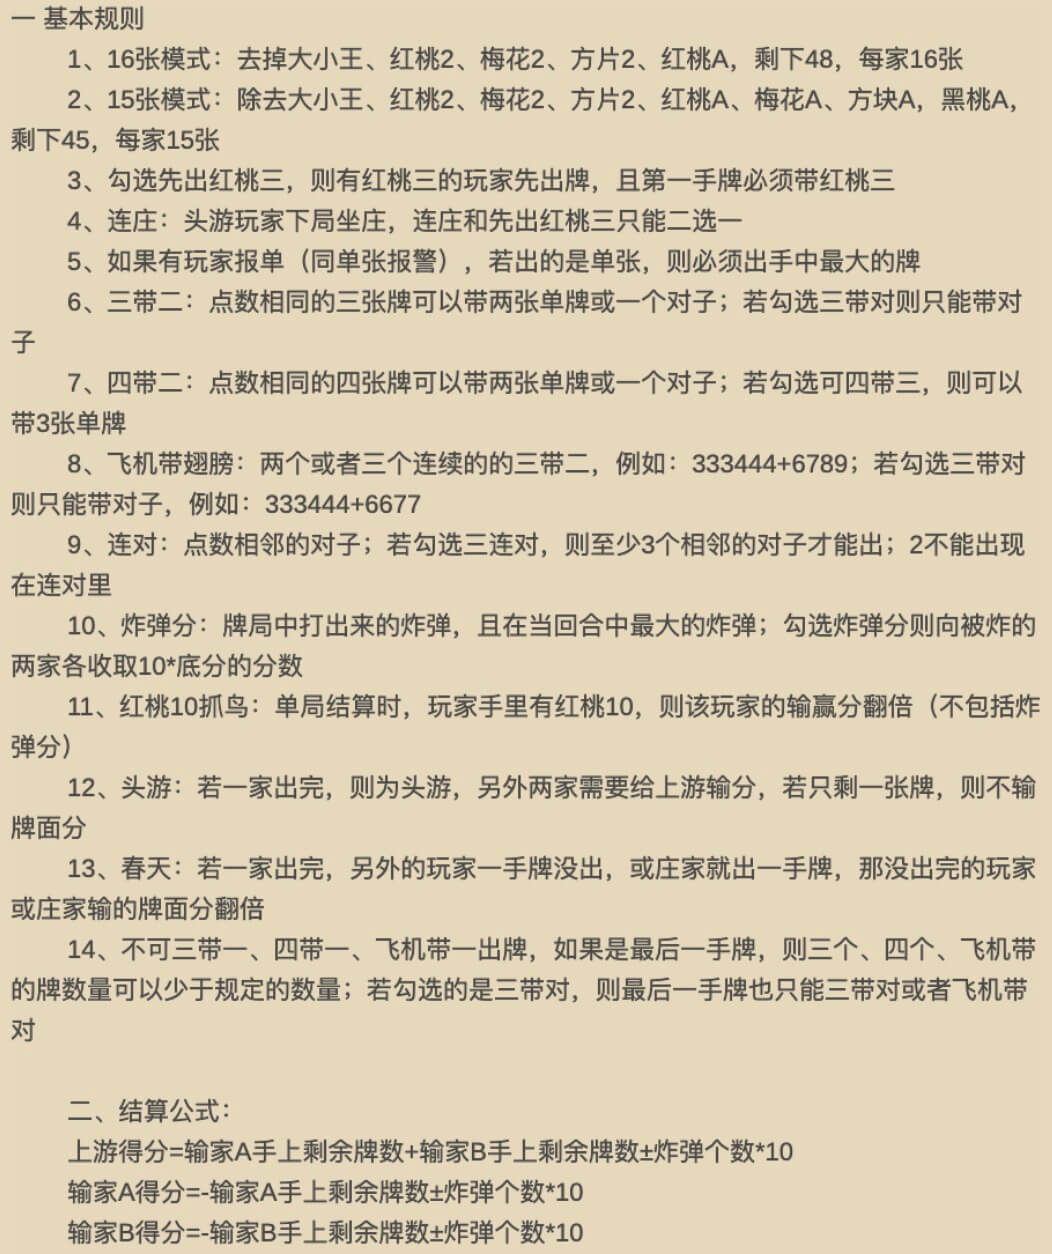 一 基本规则
1、16张模式：去掉大小王、红桃2、梅花2、方片2、红桃A，剩下48，每家16张
2、15张模式：除去大小王、红桃2、梅花2、方片2、红桃A、梅花A、方块A，黑桃A，
剩下45，每家15张
3、勾选先出红桃三，则有红桃三的玩家先出牌，且第一手牌必须带红桃三
4、连庄：头游玩家下局坐庄，连庄和先出红桃三只能二选一
5、如果有玩家报单（同单张报警），若出的是单张，则必须出手中最大的牌
6、三带二：点数相同的三张牌可以带两张单牌或一个对子；若勾选三带对则只能带对
子
7、四带二：点数相同的四张牌可以带两张单牌或一个对子；若勾选可四带三，则可以
带3张单牌
8、飞机带翅膀：两个或者三个连续的的三带二，例如：333444+6789；若勾选三带对
则只能带对子，例如：333444+6677
9、连对：点数相邻的对子；若勾选三连对，则至少3个相邻的对子才能出；2不能出现
在连对里
10、炸弹分：牌局中打出来的炸弹，且在当回合中最大的炸弹；勾选炸弹分则向被炸的
两家各收取10*底分的分数
11、红桃10抓鸟：单局结算时，玩家手里有红桃10，则该玩家的输赢分翻倍（不包括炸
弹分）
12、头游：若一家出完，则为头游，另外两家需要给上游输分，若只剩一张牌，则不输
牌面分
13、春天：若一家出完，另外的玩家一手牌没出，或庄家就出一手牌，那没出完的玩家
或庄家输的牌面分翻倍
14、不可三带一、四带一、飞机带一出牌，如果是最后一手牌，则三个、四个、飞机带
的牌数量可以少于规定的数量；若勾选的是三带对，则最后一手牌也只能三带对或者飞机带
对
二、结算公式：
上游得分=输家A手上剩余牌数+输家B手上剩余牌数±炸弹个数*10
输家A得分=-输家A手上剩余牌数±炸弹个数*10
输家B得分=-输家B手上剩余牌数±炸弹个数*10